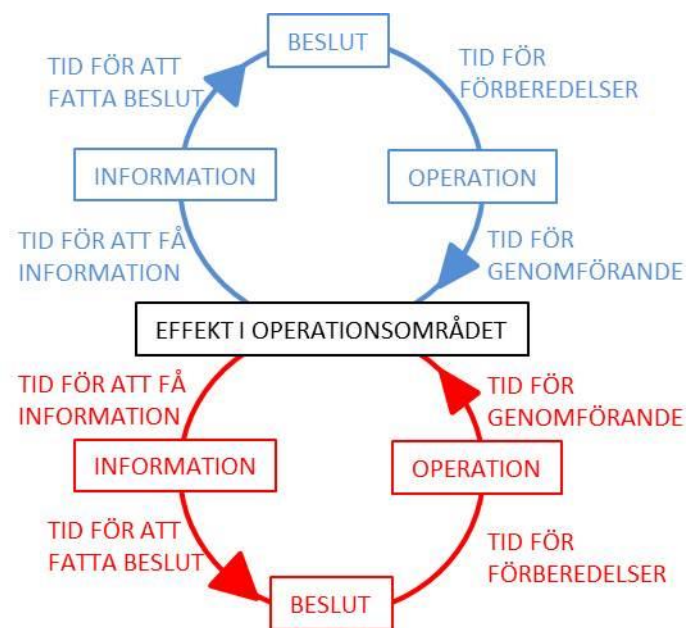 BESLUT
TID FÖR ATT
FATTA BESLUT
TID FÖR
FÖRBEREDELSER
INFORMATION
OPERATION
TID FÖR ATT FÅ
INFORMATION
TID FÖR
GENOMFÖRANDE
EFFEKT I OPERATIONSOMRÅDET
TID FÖR ATT FÅ
INFORMATION
TID FÖR
GENOMFÖRANDE
INFORMATION
OPERATION
TID FÖR ATT
FATTA BESLUT
TID FÖR
FÖRBEREDELSER
BESLUT